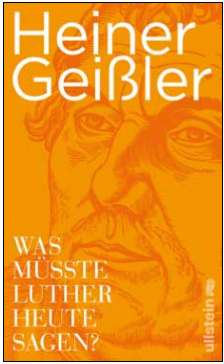 Heiner
Geißler
WAS
MÜSSTE
LUTHER
HEUTE
SAGEN?
ullstein